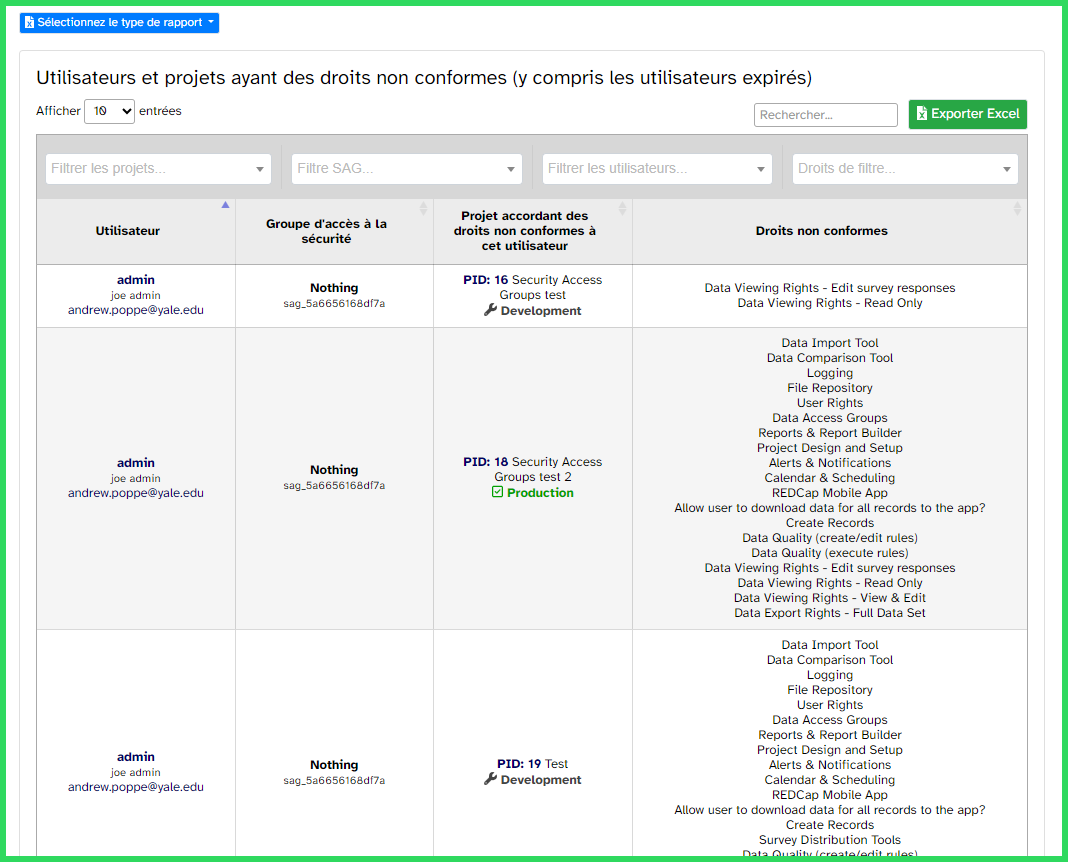 Sélectionnez le type de rapport
Utilisateurs et projets ayant des droits non conformes (y compris les utilisateurs expirés)
Afficher 10 entrées
Rechercher...
Exporter Excel
Filtrer les projets...
Filtre SAG...
Filtrer les utilisateurs...
Droits de filtre...
Utilisateur
Groupe d'accès à la
sécurité
Projet accordant des
droits non conformes à
cet utilisateur
Droits non conformes
admin
joe admin
andrew.poppe@yale.edu
Nothing
sag_5a6656168df7a
PID: 16 Security Access
Groups test
Development
Data Viewing Rights - Edit survey responses
Data Viewing Rights - Read Only
admin
joe admin
andrew.poppe@yale.edu
Nothing
sag_5a6656168df7a
PID: 18 Security Access
Groups test 2
Production
Data Import Tool
Data Comparison Tool
Logging
File Repository
User Rights
Data Access Groups
Reports & Report Builder
Project Design and Setup
Alerts & Notifications
Calendar & Scheduling
REDCap Mobile App
Allow user to download data for all records to the app?
Create Records
Data Quality (create/edit rules)
Data Quality (execute rules)
Data Viewing Rights - Edit survey responses
Data Viewing Rights - Read Only
Data Viewing Rights - View & Edit
Data Export Rights - Full Data Set
admin
joe admin
andrew.poppe@yale.edu
Nothing
sag_5a6656168df7a
PID: 19 Test
Development
Data Import Tool
Data Comparison Tool
Logging
File Repository
User Rights
Data Access Groups
Reports & Report Builder
Project Design and Setup
Alerts & Notifications
Calendar & Scheduling
REDCap Mobile App
Allow user to download data for all records to the app?
Create Records
Survey Distribution Tools
Data Quality (create/edit rules)